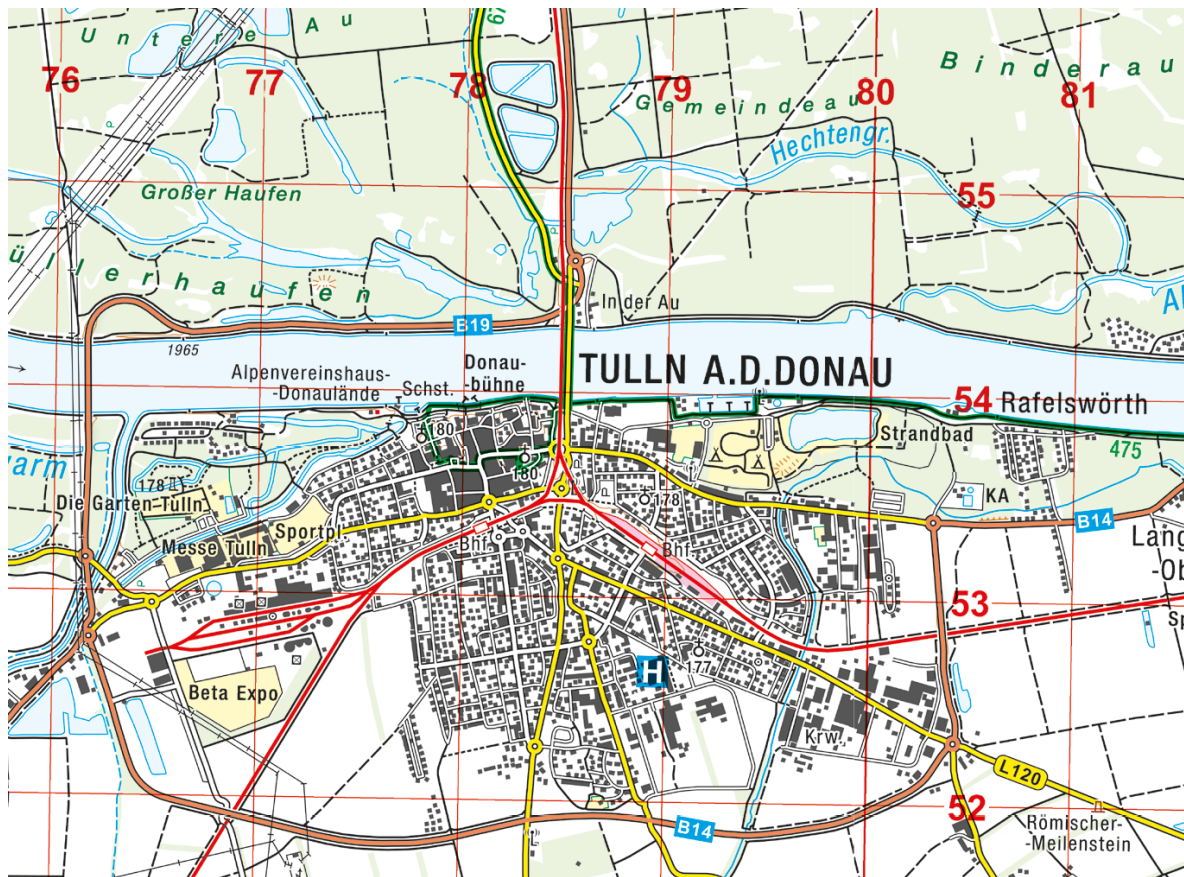 Untere Au
76
77
78
79
80
81
Gemeindeau
Binderau
Hechtengr.
Großer Haufen
55
üllerhaufen
In der Au
B19
1965
Alpenvereinshaus-
-Donaulände
Schst.
Donau-
-bühne
TULLN A.D.DONAU
54
Rafelswörth
180
Strandbad
475
180
178
178
Die Garten-Tulln
KA
B14
Sportpl.
Messe Tulln
Bhf.
Bhf.
Lang
-Ob
53
Sp
177
H
Beta Expo
Krw.
L120
52
B14
Römischer-
-Meilenstein